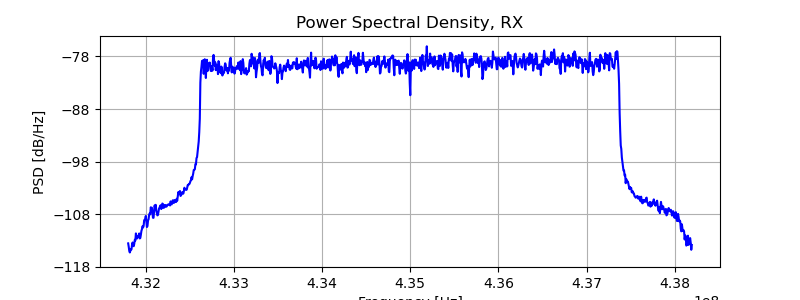 Power Spectral Density, RX
PSD [dB/Hz]
−78
−88
−98
−108
−118
4.32 4.33 4.34 4.35 4.36 4.37 4.38
Frequency [Hz]
1e8